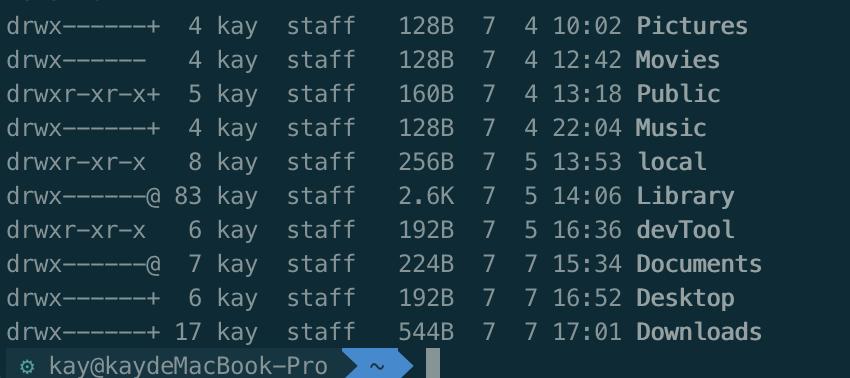 drwx------+  4 kay  staff   128B  7  4 10:02 Pictures
drwx------   4 kay  staff   128B  7  4 12:42 Movies
drwxr-xr-x+  5 kay  staff   160B  7  4 13:18 Public
drwx------+  4 kay  staff   128B  7  4 22:04 Music
drwxr-xr-x   8 kay  staff   256B  7  5 13:53 local
drwx------@ 83 kay  staff   2.6K  7  5 14:06 Library
drwxr-xr-x   6 kay  staff   192B  7  5 16:36 devTool
drwx------@  7 kay  staff   224B  7  7 15:34 Documents
drwx------+  6 kay  staff   192B  7  7 16:52 Desktop
drwx------+ 17 kay  staff   544B  7  7 17:01 Downloads
⚙ kay@kaydeMacBook-Pro ~